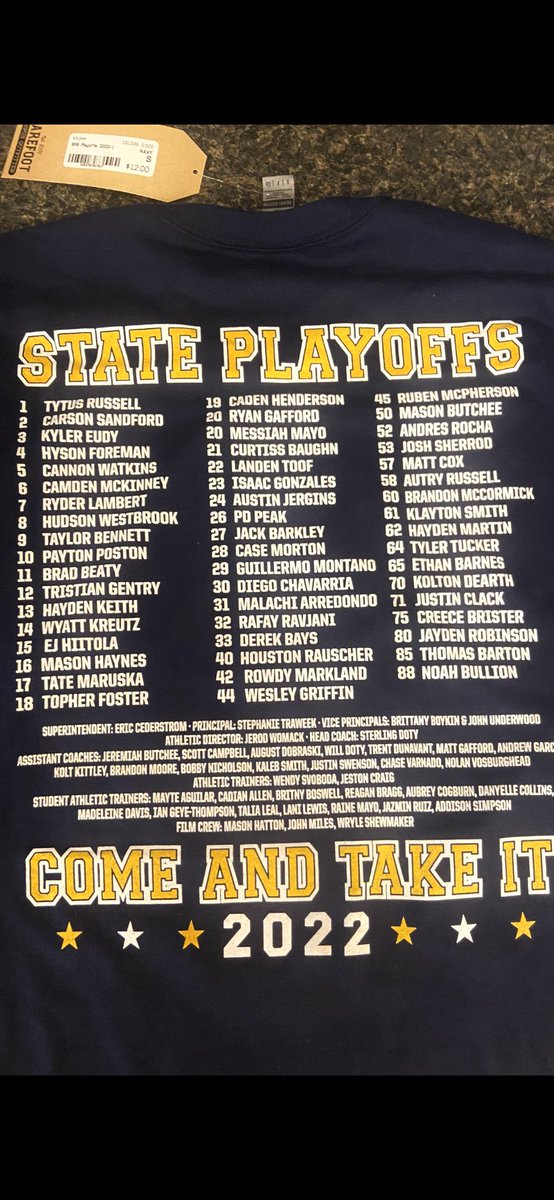 BAREFOOT
SHS Playoffs 2022
NAVY
S
$12.00
STATE PLAYOFFS
1 TYTUS RUSSELL
2 CARSON SANDFORD
3 KYLER EUDY
4 HYSON FOREMAN
5 CANNON WATKINS
6 CAMDEN MCKINNEY
7 RYDER LAMBERT
8 HUDSON WESTBROOK
9 TAYLOR BENNETT
10 PAYTON POSTON
11 BRAD BEATY
12 TRISTIAN GENTRY
13 HAYDEN KEITH
14 WYATT KREUTZ
15 EJ HIITOLA
16 MASON HAYNES
17 TATE MARUSKA
18 TOPHER FOSTER
19 CADEN HENDERSON
20 RYAN GAFFORD
20 MESSIAH MAYO
21 CURTISS BAUGHN
22 LANDEN TOOF
23 ISAAC GONZALES
24 AUSTIN JERGINS
26 PD PEAK
27 JACK BARKLEY
28 CASE MORTON
29 GUILLERMO MONTANO
30 DIEGO CHAVARRIA
31 MALACHI ARREDONDO
32 RAFAY RAVJANI
33 DEREK BAYS
40 HOUSTON RAUSCHER
42 ROWDY MARKLAND
44 WESLEY GRIFFIN
45 RUBEN MCPHERSON
50 MASON BUTCHEE
52 ANDRES ROCHA
53 JOSH SHERROD
57 MATT COX
58 AUTRY RUSSELL
60 BRANDON MCCORMICK
61 KLAYTON SMITH
62 HAYDEN MARTIN
64 TYLER TUCKER
65 ETHAN BARNES
70 KOLTON DEARTH
71 JUSTIN CLACK
75 CREECE BRISTER
80 JAYDEN ROBINSON
85 THOMAS BARTON
88 NOAH BULLION
SUPERINTENDENT: ERIC CEDERSTROM · PRINCIPAL: STEPHANIE TRAWEEK · VICE PRINCIPALS: BRITTANY BOYKIN & JOHN UNDERWOOD
ATHLETIC DIRECTOR: JEROD WOMACK · HEAD COACH: STERLING DOTY
ASSISTANT COACHES: JEREMIAH BUTCHEE, SCOTT CAMPBELL, AUGUST DOBRASKI, WILL DOTY, TRENT DUNAVANT, MATT GAFFORD, ANDREW GARC
KOLT KITTLEY, BRANDON MOORE, BOBBY NICHOLSON, KALEB SMITH, JUSTIN SWENSON, CHASE VARNADO, NOLAN VOSBURGHEAD
ATHLETIC TRAINERS: WENDY SVOBODA, JESTON CRAIG
STUDENT ATHLETIC TRAINERS: MAYTE AGUILAR, CADIAN ALLEN, BRITNY BOSWELL, REAGAN BRAGG, AUBREY COGBURN, DANYELLE COLLINS,
MADELEINE DAVIS, IAN GEYE-THOMPSON, TALIA LEAL, LANI LEWIS, RAINE MAYO, JAZMIN RUIZ, ADDISON SIMPSON
FILM CREW: MASON HATTON, JOHN MILES, WRYLE SHEWMAKER
COME AND TAKE IT
2022